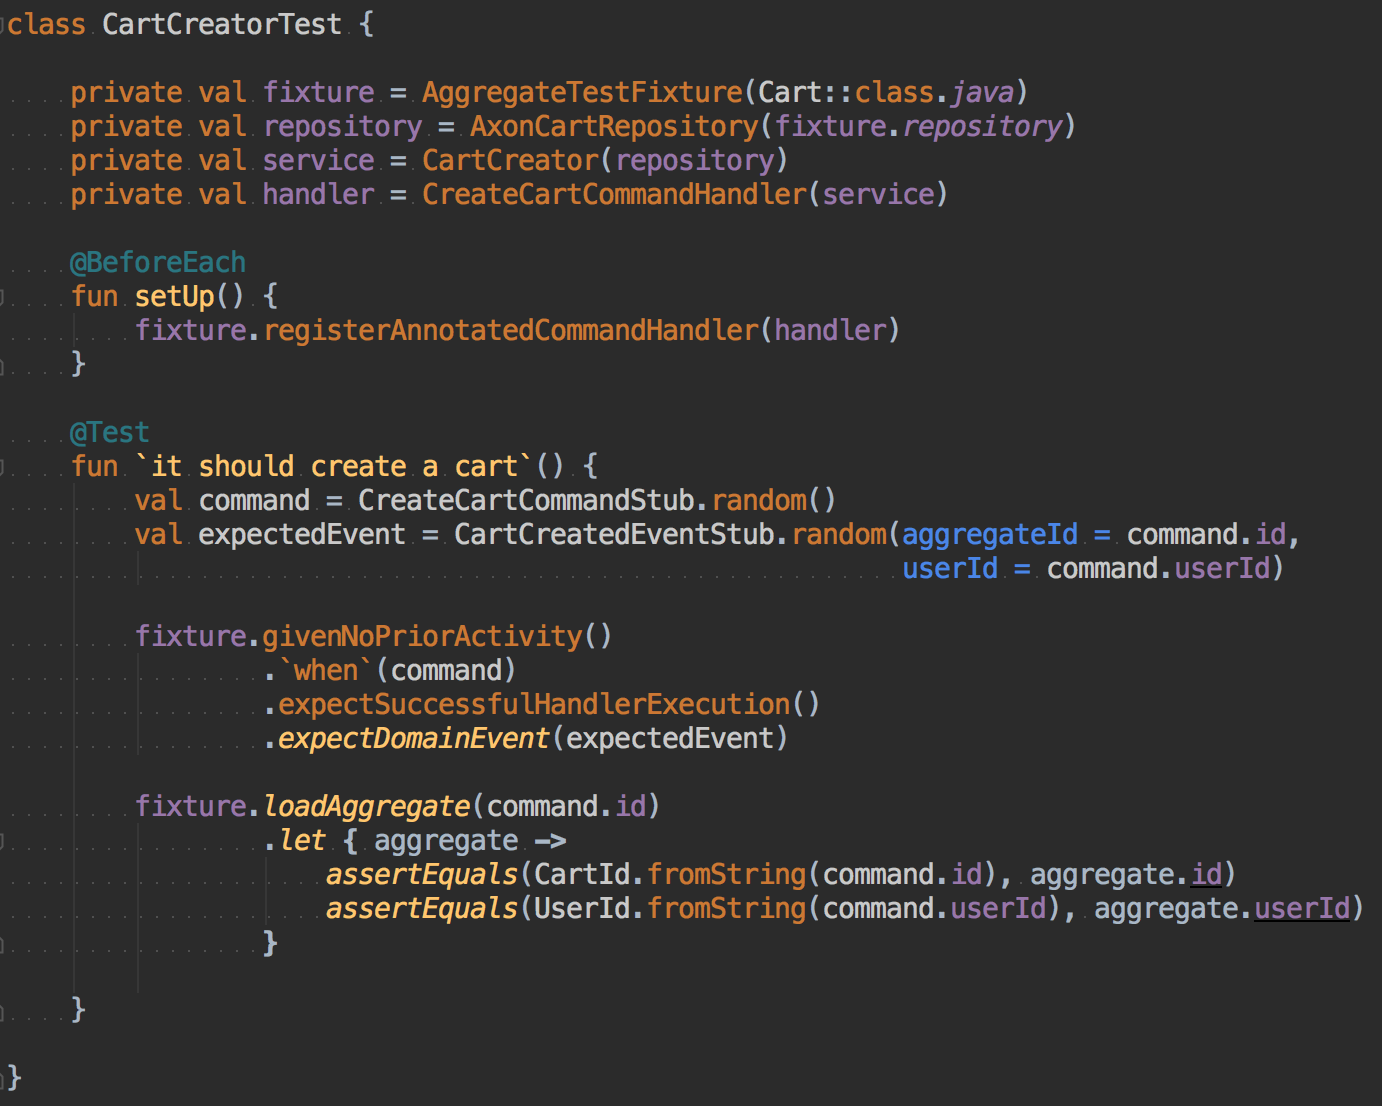 class CartCreatorTest {
    private val fixture = AggregateTestFixture(Cart::class.java)
    private val repository = AxonCartRepository(fixture.repository)
    private val service = CartCreator(repository)
    private val handler = CreateCartCommandHandler(service)
    @BeforeEach
    fun setUp() {
        fixture.registerAnnotatedCommandHandler(handler)
    }
    @Test
    fun `it should create a cart`() {
        val command = CreateCartCommandStub.random()
        val expectedEvent = CartCreatedEventStub.random(aggregateId = command.id,
                                                        userId = command.userId)
        fixture.givenNoPriorActivity()
                .`when`(command)
                .expectSuccessfulHandlerExecution()
                .expectDomainEvent(expectedEvent)
        fixture.loadAggregate(command.id)
                .let { aggregate ->
                    assertEquals(CartId.fromString(command.id), aggregate.id)
                    assertEquals(UserId.fromString(command.userId), aggregate.userId)
                }
    }
}